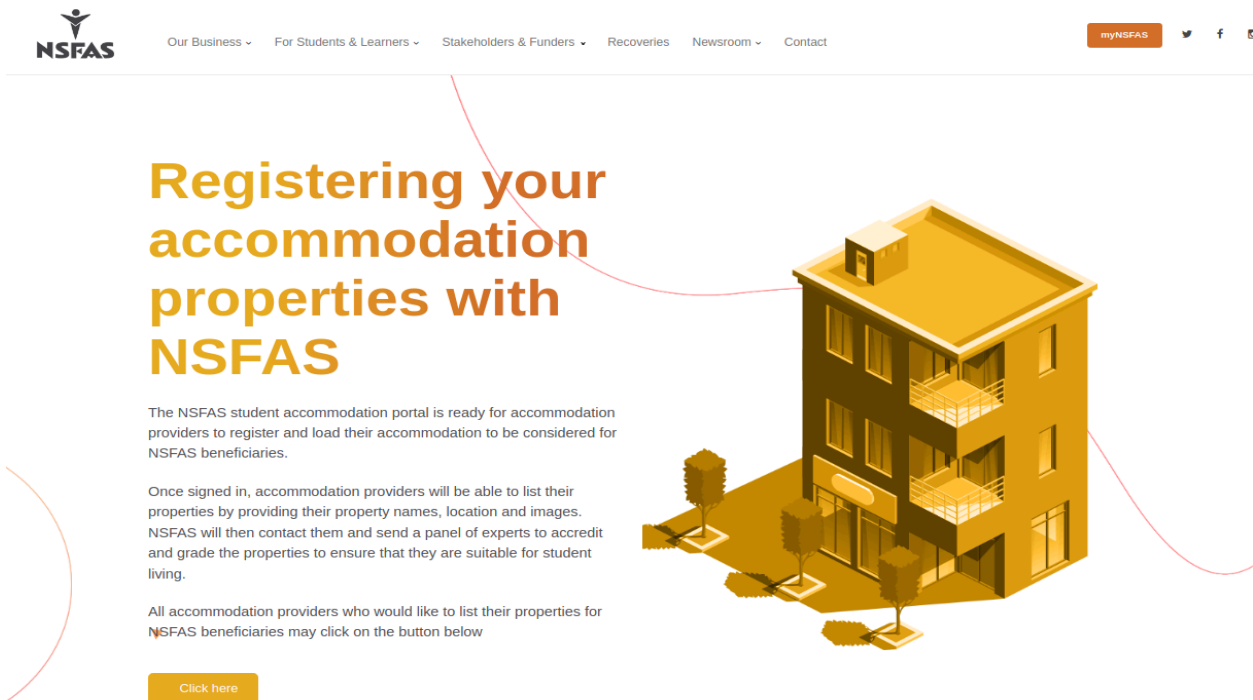 NSFAS
Our Business
For Students & Learners
Stakeholders & Funders
Recoveries
Newsroom
Contact
myNSFAS
Registering your
accommodation
properties with
NSFAS
The NSFAS student accommodation portal is ready for accommodation
providers to register and load their accommodation to be considered for
NSFAS beneficiaries.
Once signed in, accommodation providers will be able to list their
properties by providing their property names, location and images.
NSFAS will then contact them and send a panel of experts to accredit
and grade the properties to ensure that they are suitable for student
living.
All accommodation providers who would like to list their properties for
NSFAS beneficiaries may click on the button below
Click here